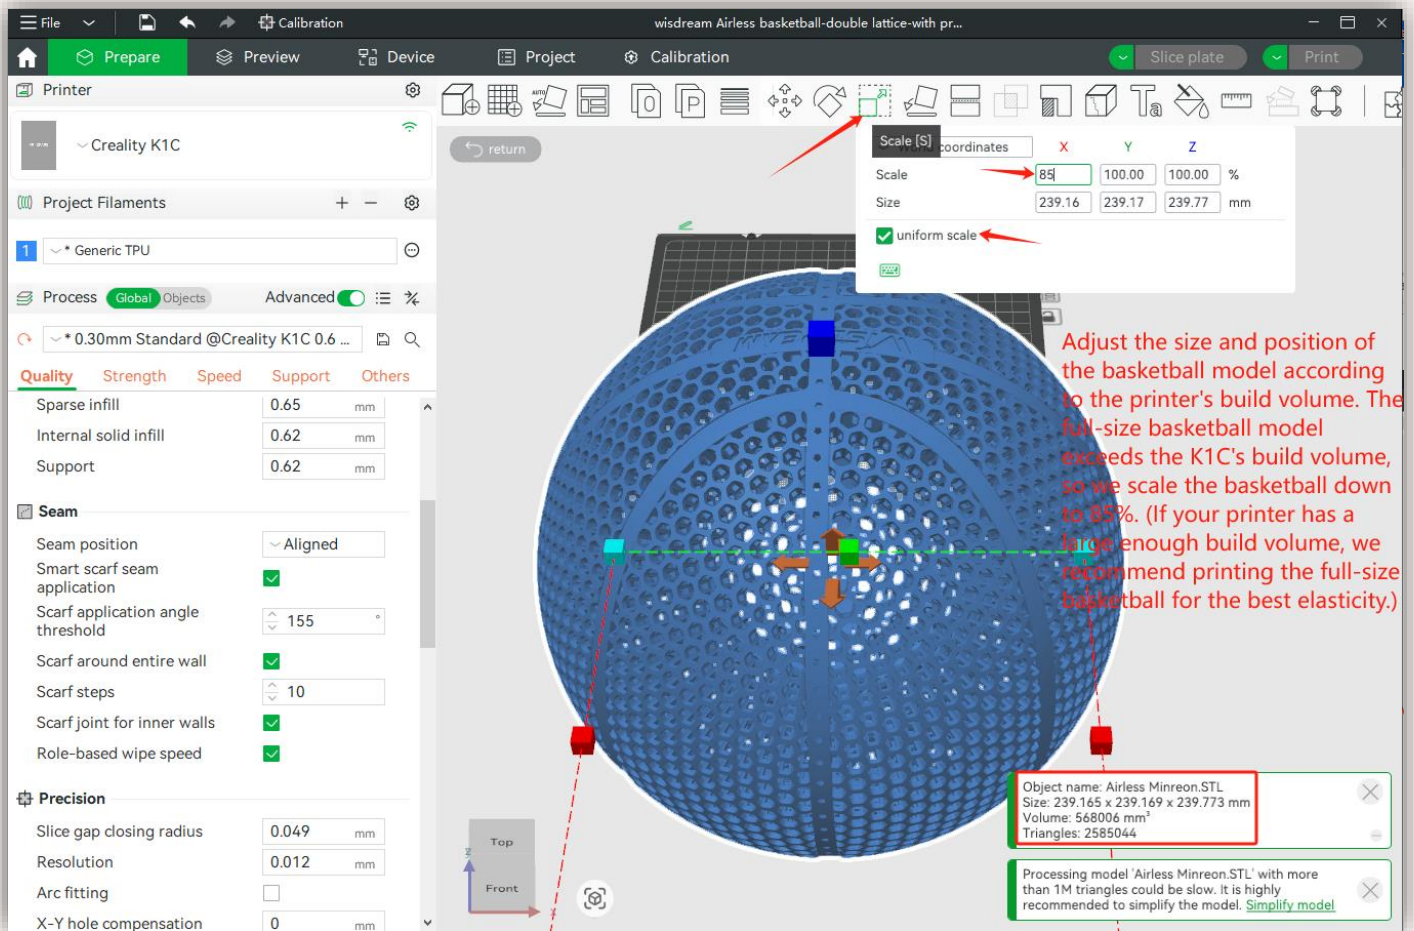 File
Calibration
wisdream Airless basketball-double lattice-with pr...
Prepare
Preview
Device
Project
Calibration
Slice plate
Print
Printer
Creality K1C
Project Filaments
1
* Generic TPU
Process
Global
Objects
Advanced
* 0.30mm Standard @Creality K1C 0.6 ...
Quality
Strength
Speed
Support
Others
Sparse infill
0.65
mm
Internal solid infill
0.62
mm
Support
0.62
mm
Seam
Seam position
Aligned
Smart scarf seam
application
Scarf application angle
threshold
155
°
Scarf around entire wall
Scarf steps
10
Scarf joint for inner walls
Role-based wipe speed
Precision
Slice gap closing radius
0.049
mm
Resolution
0.012
mm
Arc fitting
X-Y hole compensation
0
mm
AUTO
return
Scale [S]
coordinates
X
Y
Z
Scale
85
100.00
100.00
%
Size
239.16
239.17
239.77
mm
uniform scale
Adjust the size and position of
the basketball model according
to the printer's build volume. The
full-size basketball model
exceeds the K1C's build volume,
so we scale the basketball down
to 85%. (If your printer has a
large enough build volume, we
recommend printing the full-size
basketball for the best elasticity.)
Object name: Airless Minreon.STL
Size: 239.165 x 239.169 x 239.773 mm
Volume: 568006 mm³
Triangles: 2585044
Processing model 'Airless Minreon.STL' with more
than 1M triangles could be slow. It is highly
recommended to simplify the model. Simplify model
Top
Front
z
x